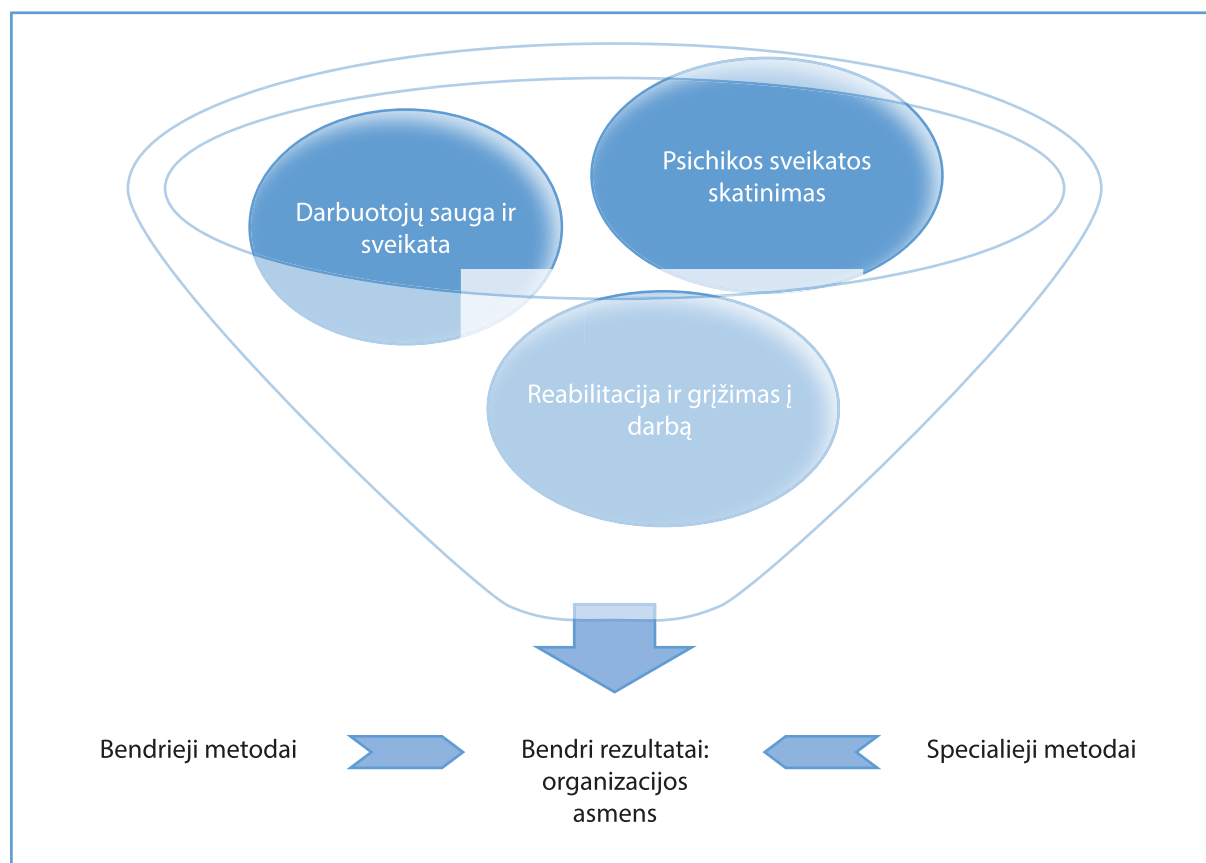 Psichikos sveikatos
skatinimas
Darbuotojų sauga ir
sveikata
Reabilitacija ir grįžimas į
darbą
Bendrieji metodai
Bendri rezultatai:
organizacijos
asmens
Specialieji metodai